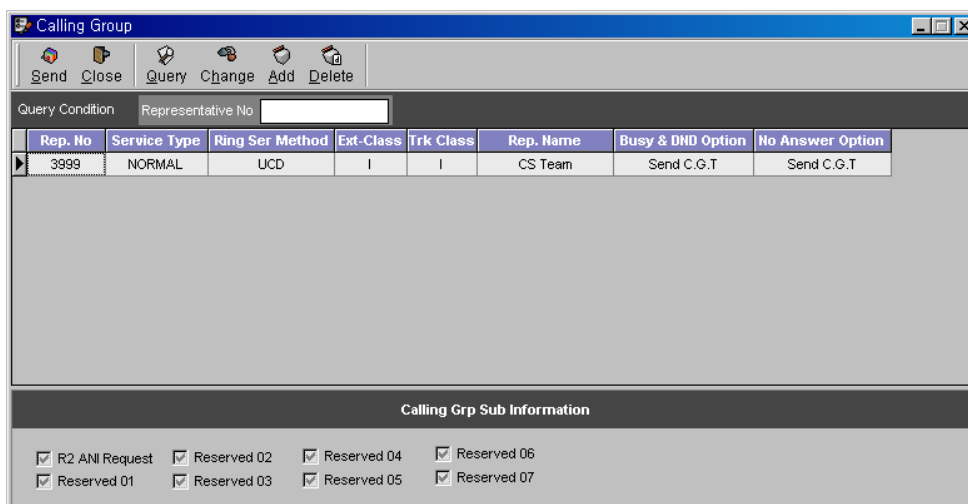 Calling Group
Send Close Query Change Add Delete
Query Condition Representative No
Rep. No Service Type Ring Ser Method Ext-Class Trk Class Rep. Name Busy & DND Option No Answer Option
3999 NORMAL UCD I I CS Team Send C.G.T Send C.G.T
Calling Grp Sub Information
R2 ANI Request Reserved 02 Reserved 04 Reserved 06
Reserved 01 Reserved 03 Reserved 05 Reserved 07